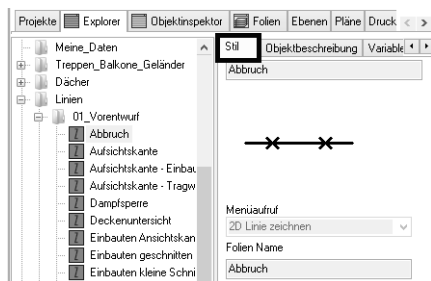 Projekte Explorer Objektinspektor Folien Ebenen Pläne Druck
Meine_Daten
Treppen_Balkone_Geländer
Dächer
Linien
01_Vorentwurf
Abbruch
Aufsichtskante
Aufsichtskante - Einbau
Aufsichtskante - Tragw
Dampfsperre
Deckenuntersicht
Einbauten Ansichtskan
Einbauten geschnitten
Einbauten kleine Schni
Stil Objektbeschreibung Variable
Abbruch
Menüaufruf
2D Linie zeichnen
Folien Name
Abbruch